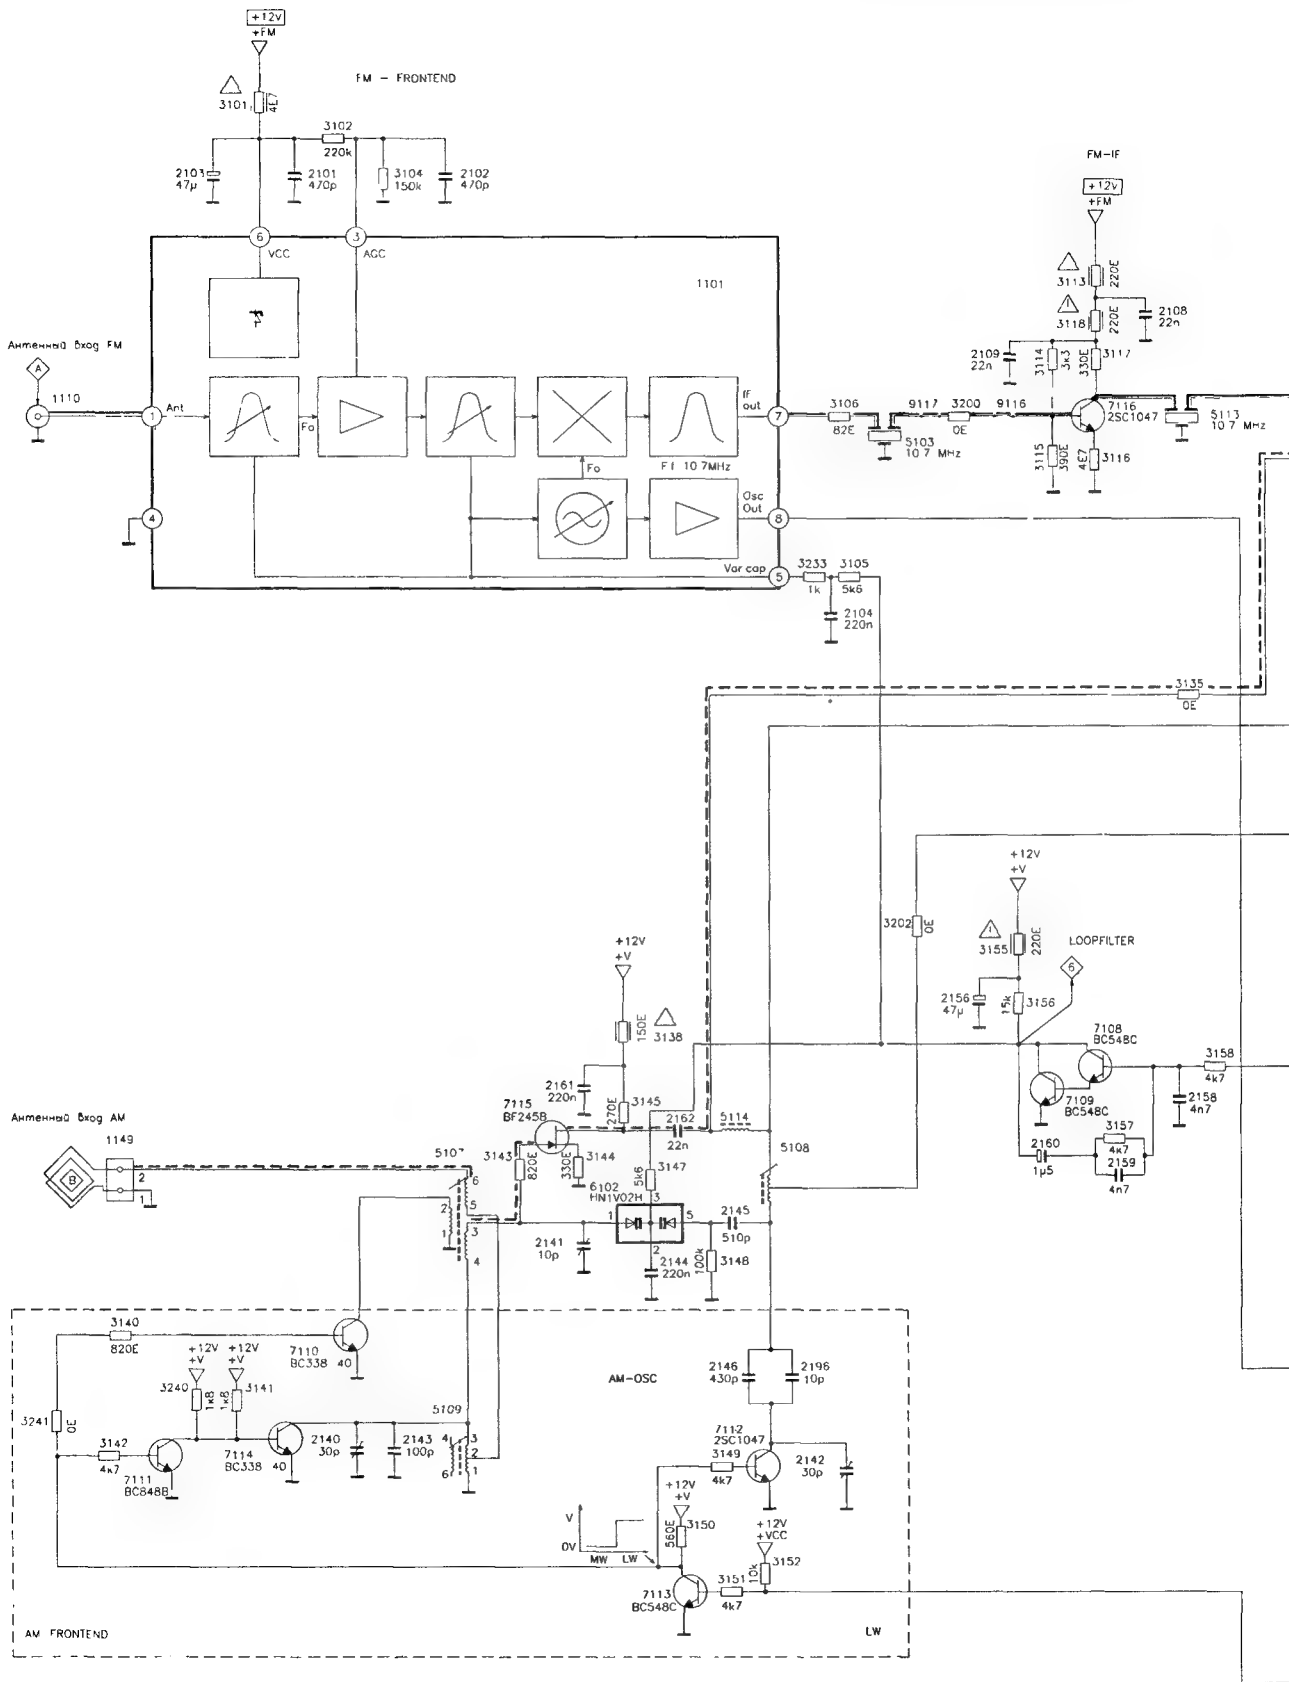 +12V
+FM
FM - FRONTEND
3101
4E7
3102
220k
2103
47µ
2101
470p
3104
150k
2102
470p
FM-IF
+12V
+FM
6
VCC
3
AGC
1101
3113
220E
3118
220E
2108
22n
2109
22n
3114
3k3
330E
3117
Антенный Вход FM
A
1110
1
Ant
Fa
IF
out
7
3106
82E
5103
10.7 MHz
9117
3200
0E
9116
7116
2SC1047
5113
10.7 MHz
3115
390E
4E7
3116
Fo
F1 10.7MHz
Osc
Out
8
4
Var cap
5
3233
1k
3105
5k6
2104
220n
3135
0E
3202
0E
+12V
+V
3155
220E
LOOPFILTER
6
2156
47µ
15k
3156
7108
BC548C
3158
4k7
7109
BC548C
2158
4n7
2160
1µ5
3157
4k7
2159
4n7
+12V
+V
150E
3138
2161
220n
270E
3145
7115
BF245B
2162
22n
5114
5108
3143
820E
330E
3144
5k6
3147
6102
HN1V02H
3
1
5
2
2145
510p
2141
10p
2144
220n
100k
3148
Антенный Вход AM
1149
B
2
1
5107
6
5
2
1
3
4
3140
820E
7110
BC338
40
+12V
+V
+12V
+V
3240
1k8
1k8
3141
3241
0E
3142
4k7
7111
BC848B
7114
BC338
40
2140
30p
2143
100p
5109
4
3
2
6
1
AM-OSC
2146
430p
2196
10p
7112
2SC1047
3149
4k7
2142
30p
+12V
+V
V
0V
MW
LW
560E
3150
+12V
+VCC
10k
3152
7113
BC548C
3151
4k7
AM FRONTEND
LW